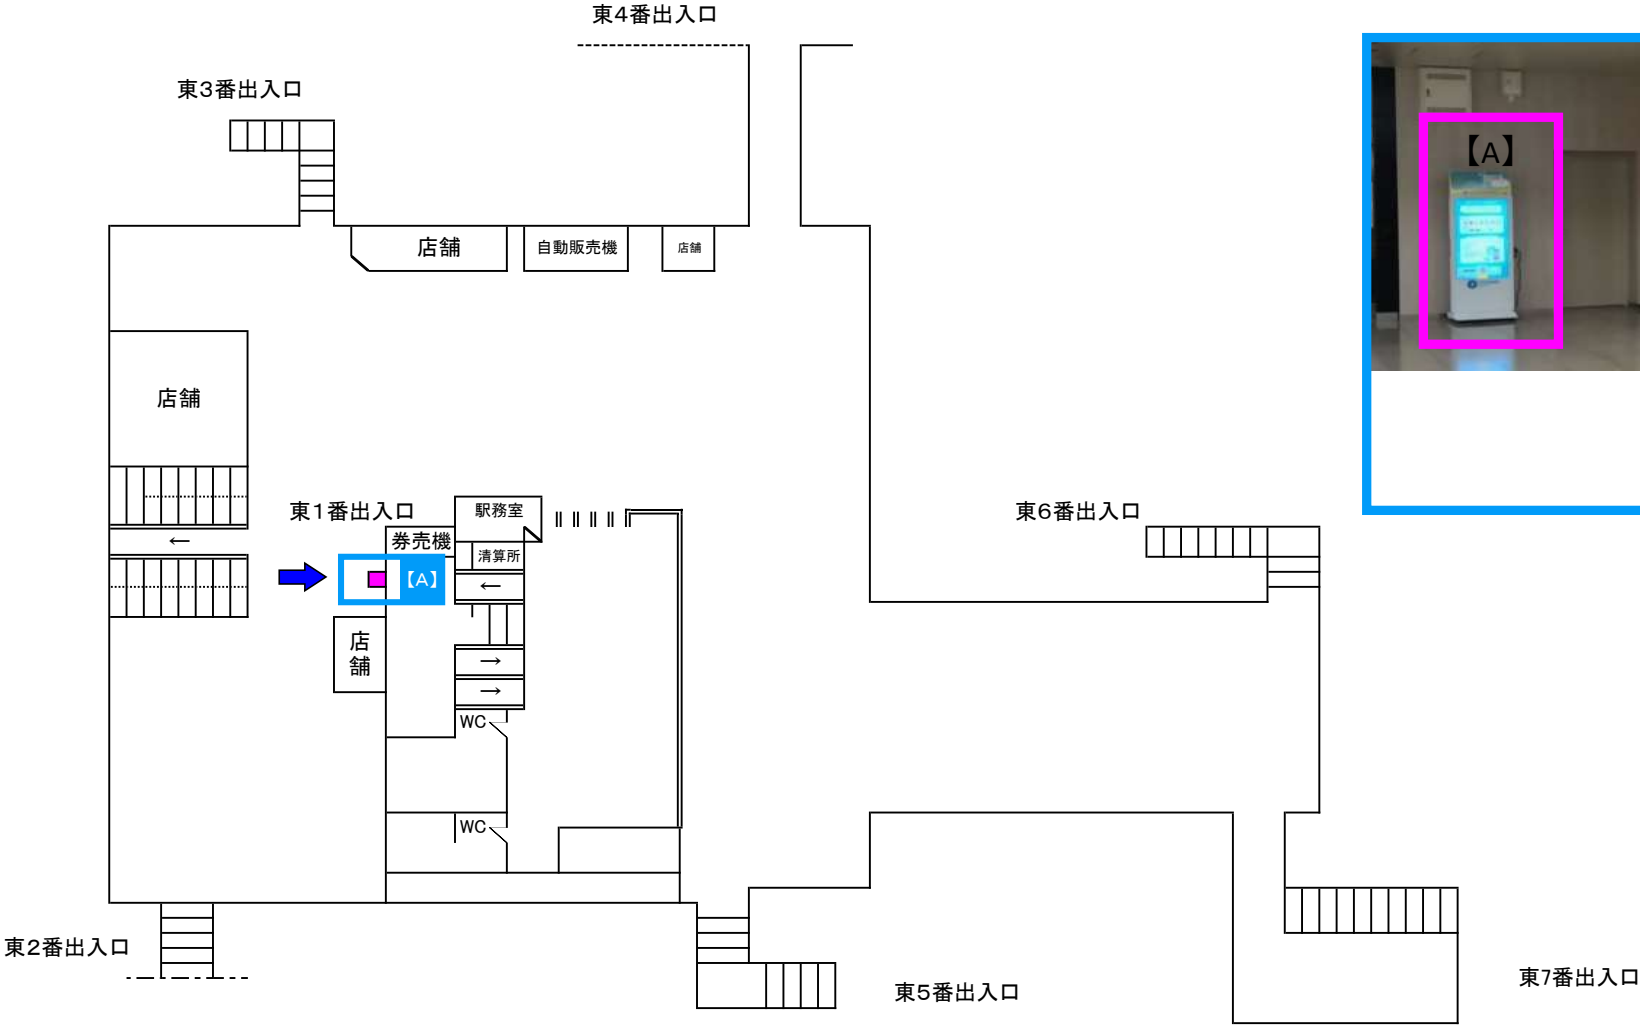 東4番出入口
東3番出入口
【A】
店舗
自動販売機
店舗
店舗
東1番出入口
駅務室
東6番出入口
券売機
清算所
←
【A】
←
店
舗
→
→
WC
WC
東2番出入口
東5番出入口
東7番出入口